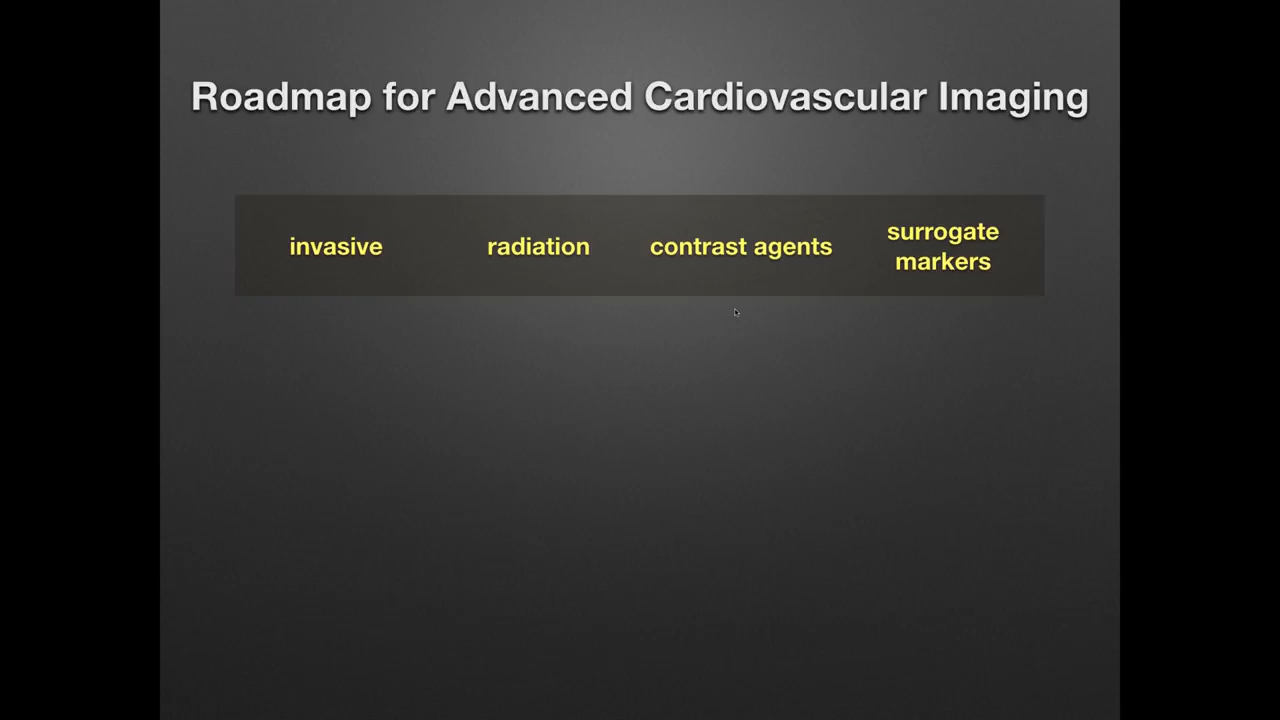 Roadmap for Advanced Cardiovascular Imaging
invasive
radiation
contrast agents
surrogate
markers